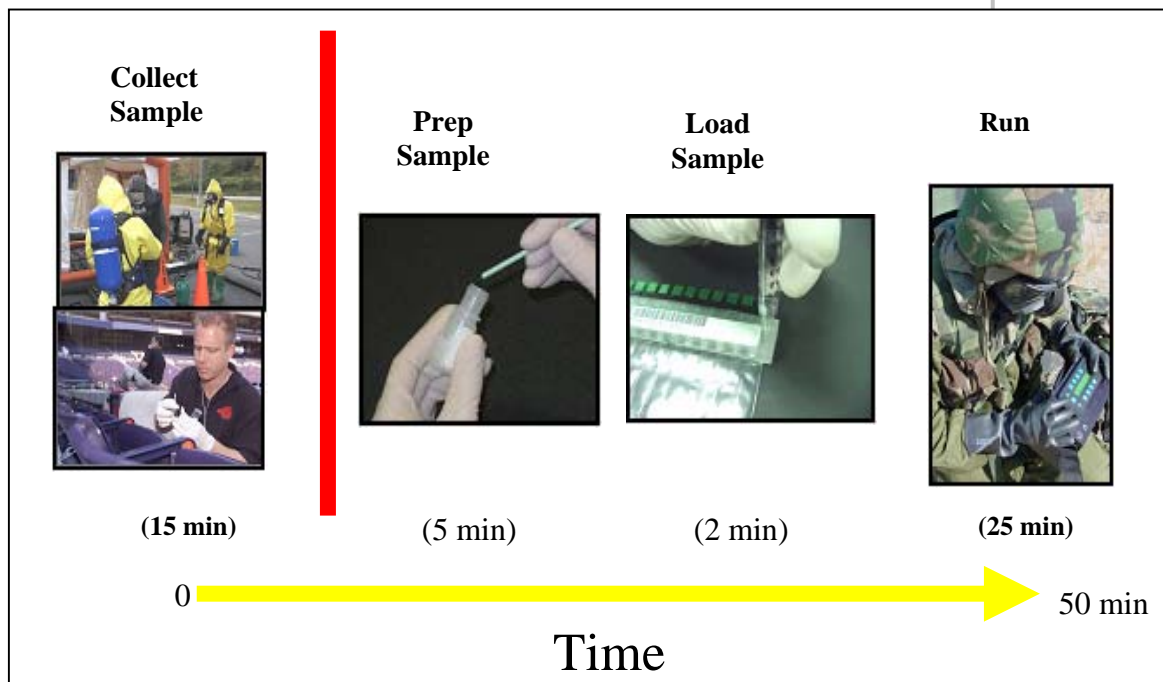 Collect
Sample
Prep
Sample
Load
Sample
Run
(15 min)
(5 min)
(2 min)
(25 min)
0
50 min
Time